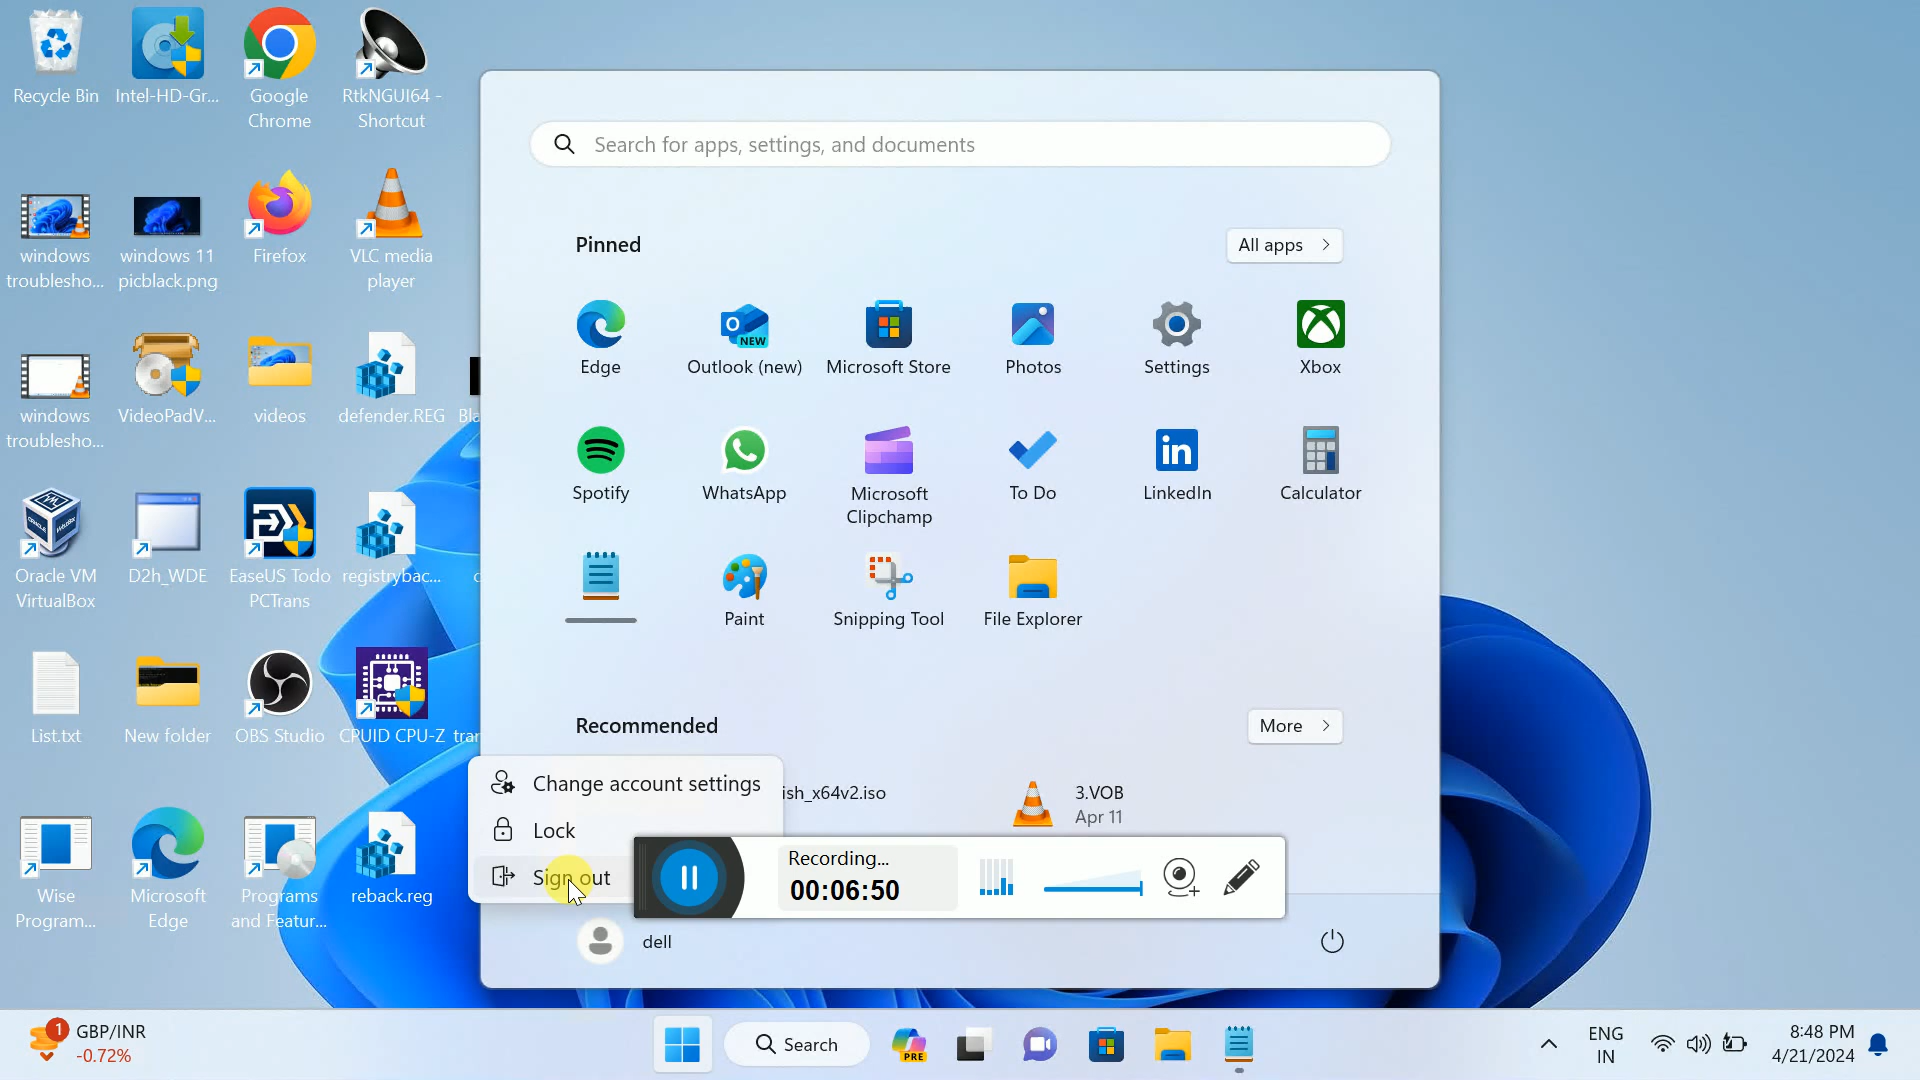 Recycle Bin
Intel-HD-Gr...
Google
Chrome
RtkNGUI64 -
Shortcut
windows
troublesho...
windows 11
picblack.png
Firefox
VLC media
player
windows
troublesho...
VideoPadV...
videos
defender.REG
Bla
Oracle VM
VirtualBox
D2h_WDE
EaseUS Todo
PCTrans
registrybac...
List.txt
New folder
OBS Studio
CPUID CPU-Z
tran
Wise
Program...
Microsoft
Edge
Programs
and Featur...
reback.reg
Search for apps, settings, and documents
Pinned
All apps
Edge
Outlook (new)
Microsoft Store
Photos
Settings
Xbox
Spotify
WhatsApp
Microsoft
Clipchamp
To Do
LinkedIn
Calculator
Paint
Snipping Tool
File Explorer
Recommended
More
ish_x64v2.iso
3.VOB
Apr 11
Change account settings
Lock
Sign out
Recording...
00:06:50
dell
1
GBP/INR
-0.72%
Search
PRE
ENG
IN
8:48 PM
4/21/2024